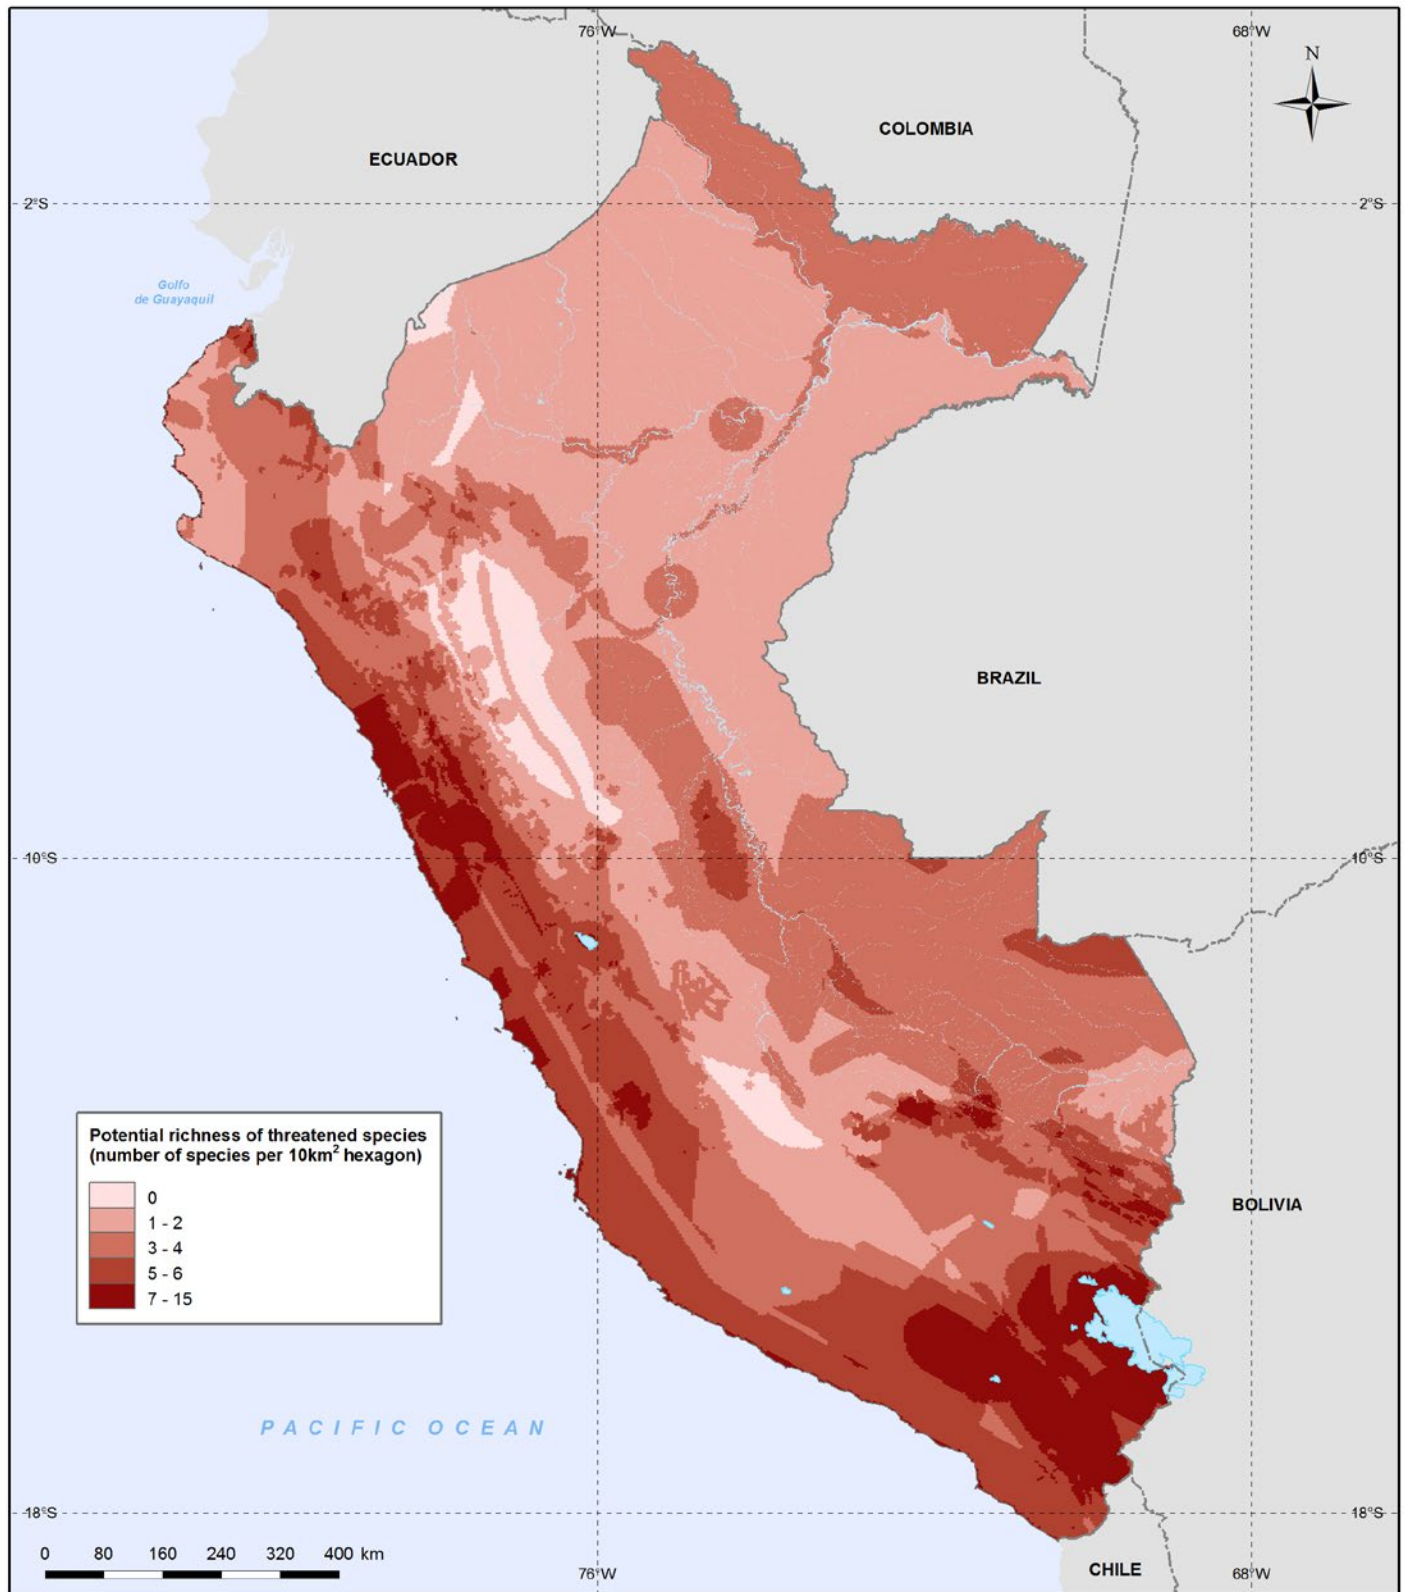 76°W
68°W
N
COLOMBIA
ECUADOR
2°S
2°S
Golfo
de Guayaquil
BRAZIL
10°S
10°S
Potential richness of threatened species
(number of species per 10km² hexagon)
0
1 - 2
3 - 4
5 - 6
7 - 15
BOLIVIA
PACIFIC OCEAN
18°S
18°S
0 80 160 240 320 400 km
76°W
68°W
CHILE